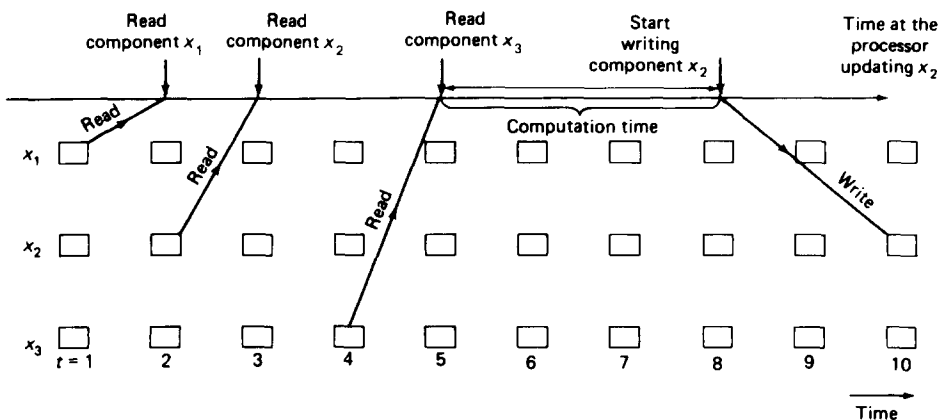 Read
component x₁
Read
component x₂
Read
component x₃
Start
writing
component x₂
Time at the
processor
updating x₂
Read
Read
Read
Computation time
Write
x₁
x₂
x₃
t = 1 2 3 4 5 6 7 8 9 10
Time